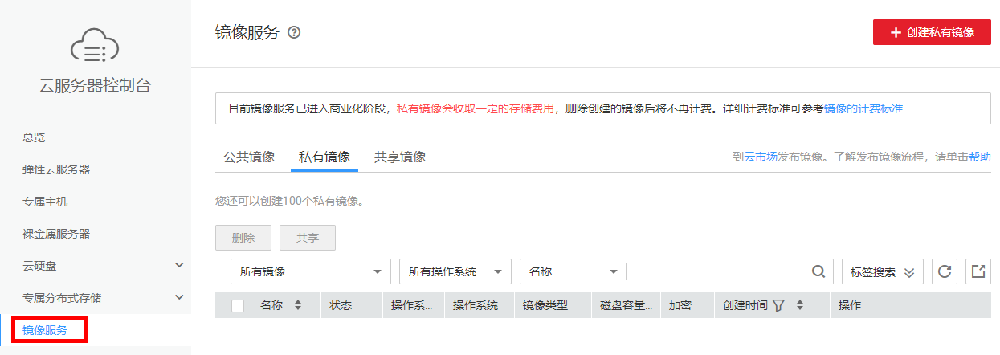 云服务器控制台
总览
弹性云服务器
专属主机
裸金属服务器
云硬盘
专属分布式存储
镜像服务
镜像服务 ?
+ 创建私有镜像
目前镜像服务已进入商业化阶段，私有镜像会收取一定的存储费用，删除创建的镜像后将不再计费。详细计费标准可参考镜像的计费标准
公共镜像 私有镜像 共享镜像 到云市场发布镜像。了解发布镜像流程，请单击帮助
您还可以创建100个私有镜像。
删除 共享
所有镜像 所有操作系统 名称 标签搜索
名称 状态 操作系... 操作系统 镜像类型 磁盘容量... 加密 创建时间 操作